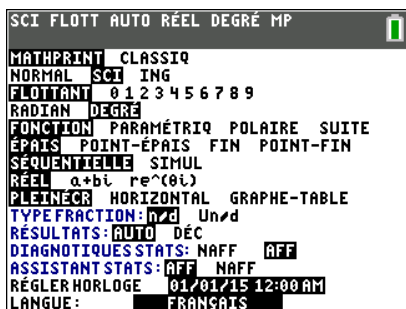 SCI FLOTT AUTO RÉEL DEGRÉ MP
MATHPRINT CLASSIQ
NORMAL SCI ING
FLOTTANT 0 1 2 3 4 5 6 7 8 9
RADIAN DEGRÉ
FONCTION PARAMÉTRIQ POLAIRE SUITE
ÉPAIS POINT-ÉPAIS FIN POINT-FIN
SÉQUENTIELLE SIMUL
RÉEL a+bi re^(θi)
PLEINÉCR HORIZONTAL GRAPHE-TABLE
TYPE FRACTION: n/d Un/d
RÉSULTATS: AUTO DÉC
DIAGNOTIQUES STATS: NAFF AFF
ASSISTANT STATS: AFF NAFF
RÉGLER HORLOGE 01/01/15 12:00 AM
LANGUE: FRANÇAIS